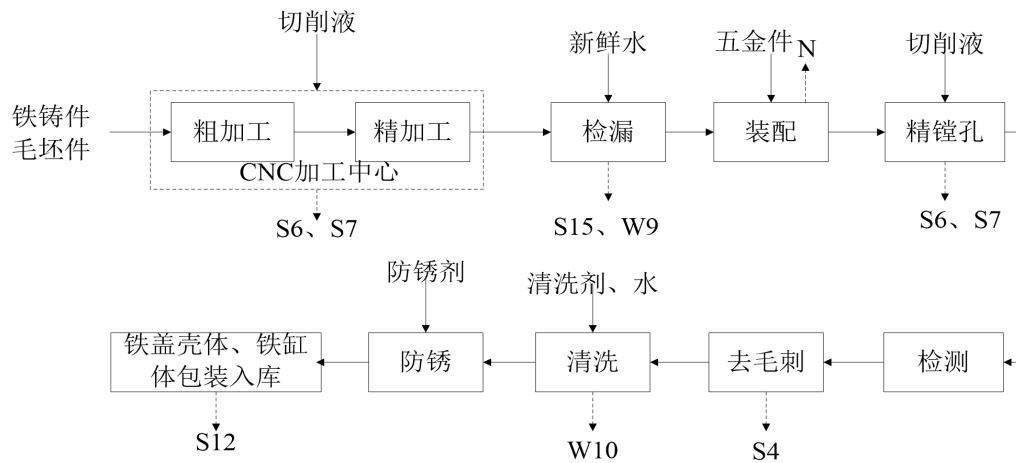 切削液
新鲜水
五金件
N
切削液
铁铸件
毛坯件
粗加工
精加工
检漏
装配
精镗孔
CNC加工中心
S6、S7
S15、W9
S6、S7
防锈剂
清洗剂、水
铁盖壳体、铁缸
体包装入库
防锈
清洗
去毛刺
检测
S12
W10
S4